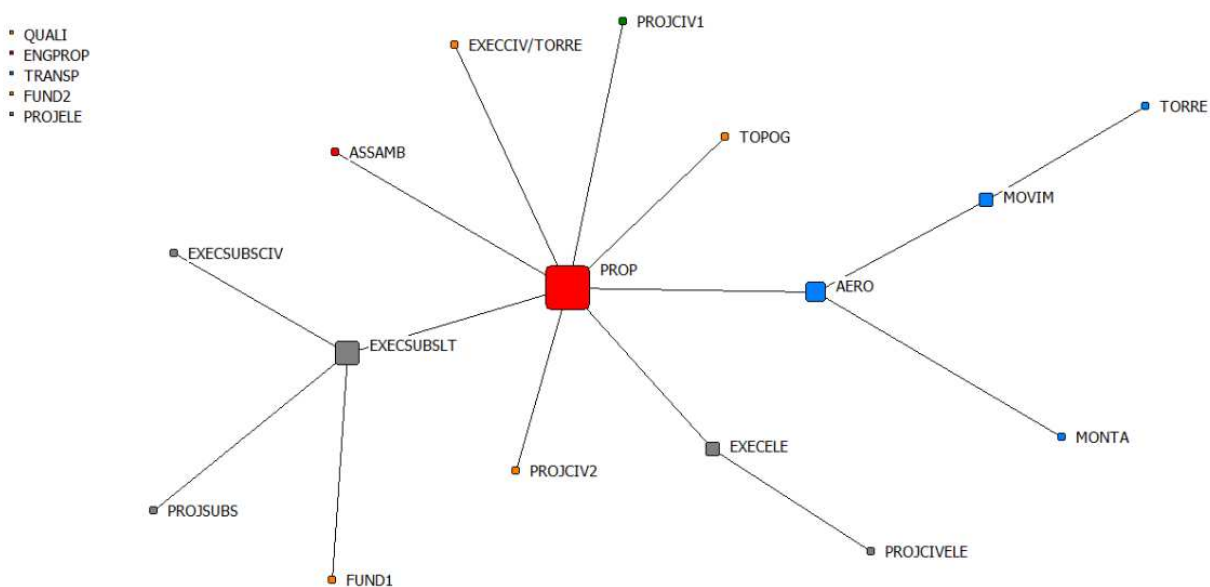 PROJCIV1
QUALI
ENGPROP
TRANSP
FUND2
PROJELE
EXECCIV/TORRE
TORRE
TOPOG
ASSAMB
MOVIM
EXECSUBSCIV
PROP
AERO
EXECSUBSLT
MONTA
EXECELE
PROJCIV2
PROJSUBS
PROJCIVELE
FUND1